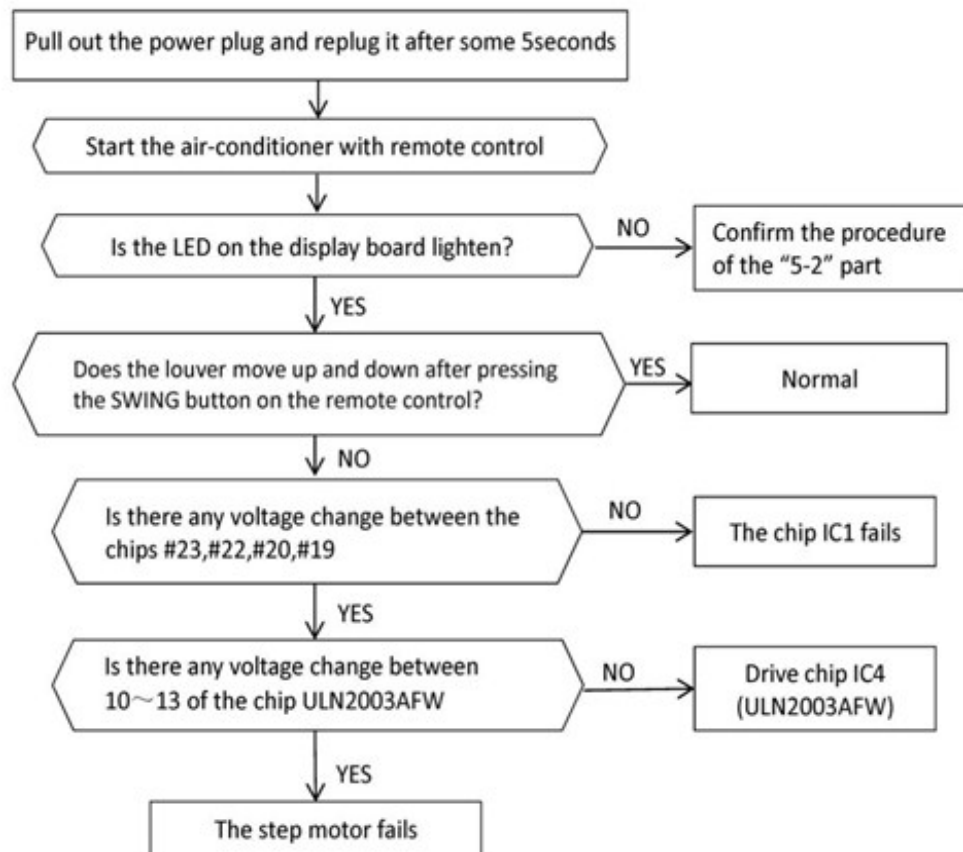 Pull out the power plug and replug it after some 5seconds
Start the air-conditioner with remote control
Is the LED on the display board lighten?
NO
Confirm the procedure
of the “5-2” part
YES
Does the louver move up and down after pressing
the SWING button on the remote control?
YES
Normal
NO
Is there any voltage change between the
chips #23,#22,#20,#19
NO
The chip IC1 fails
YES
Is there any voltage change between
10～13 of the chip ULN2003AFW
NO
Drive chip IC4
(ULN2003AFW)
YES
The step motor fails